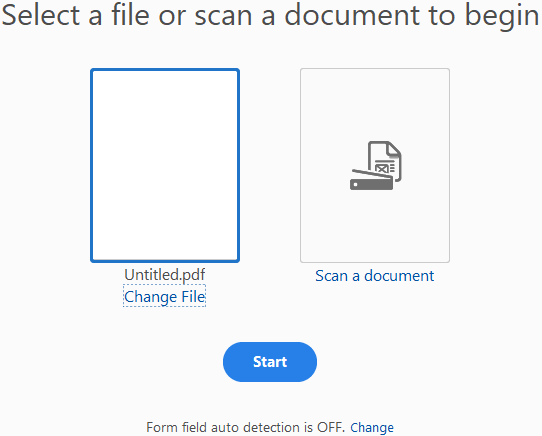 Select a file or scan a document to begin
Untitled.pdf
Change File
Scan a document
Start
Form field auto detection is OFF. Change